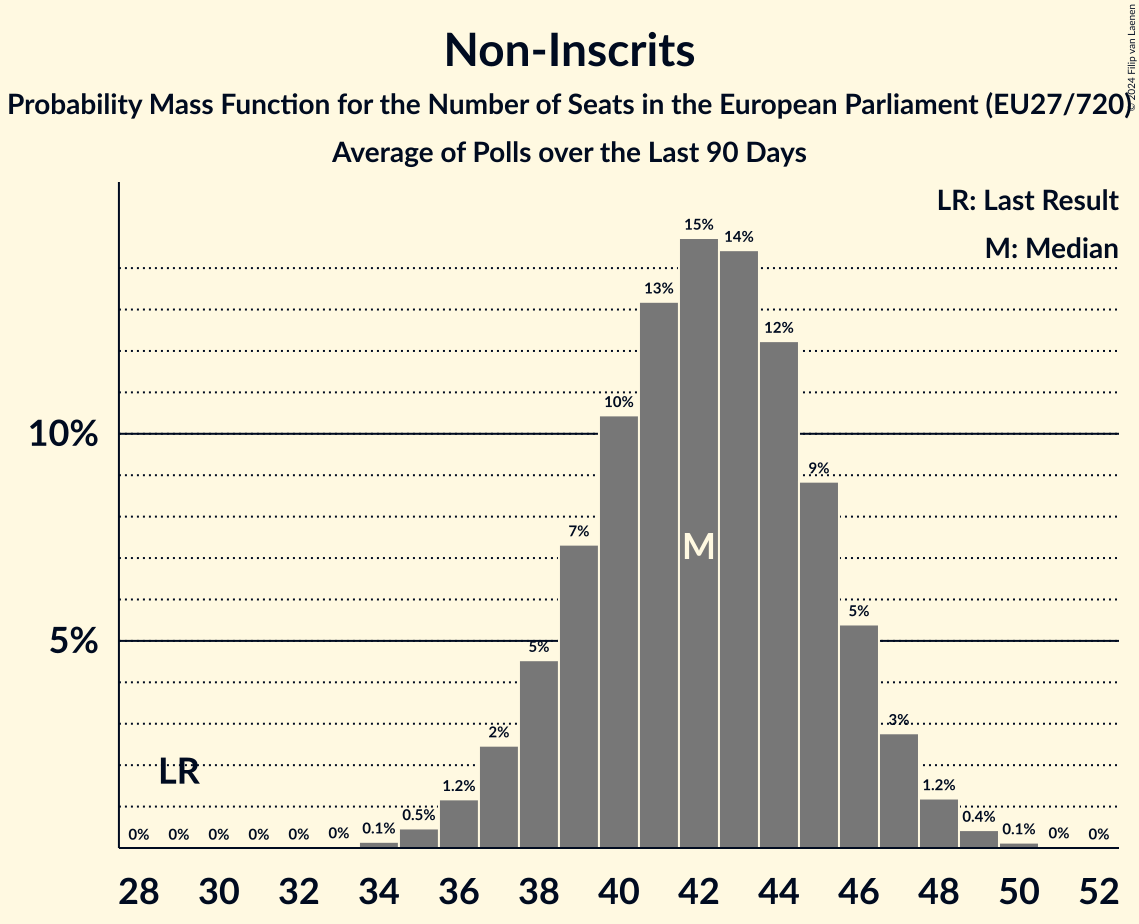 Non-Inscrits
Probability Mass Function for the Number of Seats in the European Parliament (EU27/720)
Average of Polls over the Last 90 Days
© 2024 Filip van Laenen
LR: Last Result
M: Median
10%
5%
0% 0% 0% 0% 0% 0% 0.1% 0.5% 1.2% 2% 5% 7% 10% 13% 15% 14% 12% 9% 5% 3% 1.2% 0.4% 0.1% 0% 0%
LR
M
28 30 32 34 36 38 40 42 44 46 48 50 52